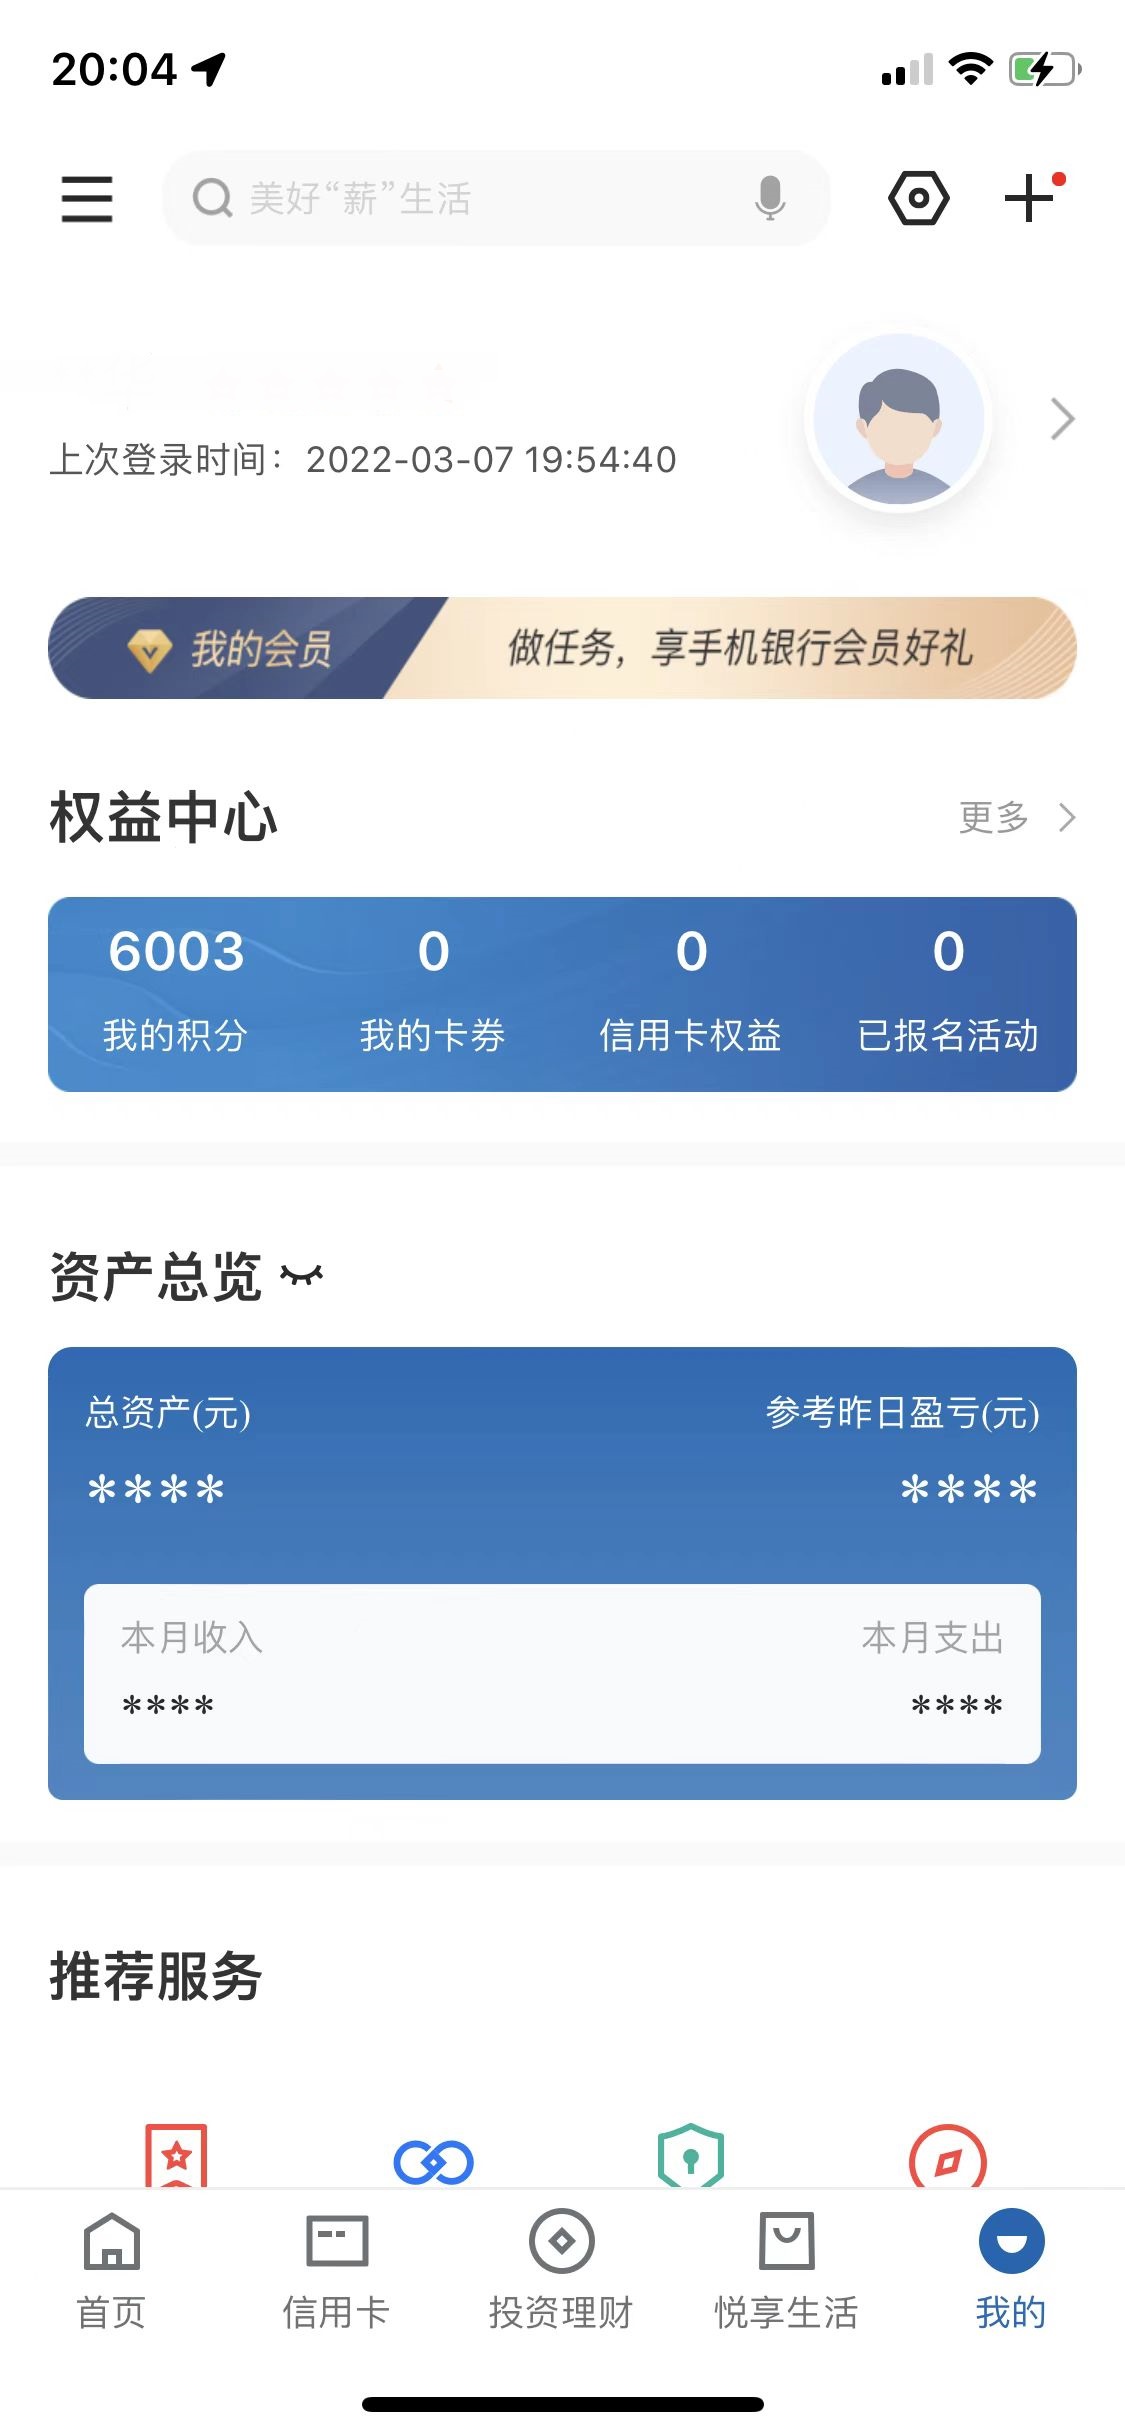 20:04
美好“薪”生活
上次登录时间：2022-03-07 19:54:40
我的会员 做任务，享手机银行会员好礼
权益中心 更多
6003 0 0 0
我的积分 我的卡券 信用卡权益 已报名活动
资产总览
总资产(元) 参考昨日盈亏(元)
**** ****
本月收入 本月支出
**** ****
推荐服务
首页 信用卡 投资理财 悦享生活 我的